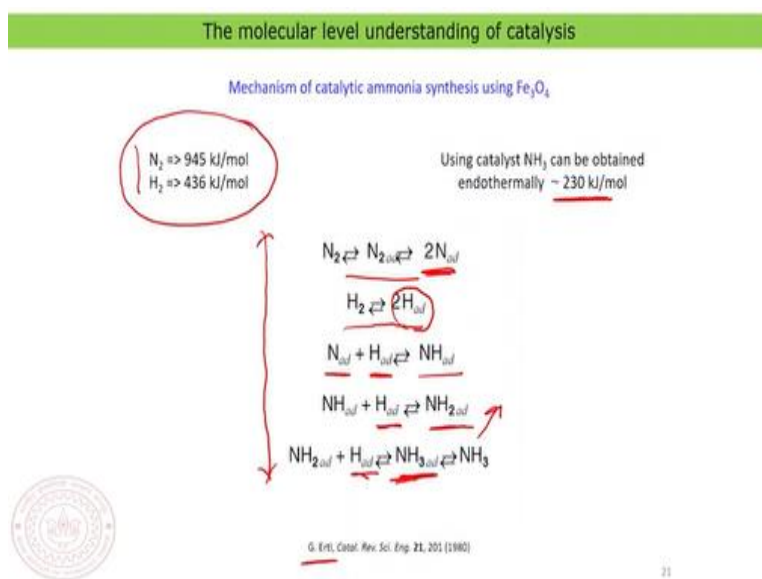 The molecular level understanding of catalysis
Mechanism of catalytic ammonia synthesis using Fe₃O₄
N₂ => 945 kJ/mol
H₂ => 436 kJ/mol
Using catalyst NH₃ can be obtained
endothermally ~ 230 kJ/mol
N₂ ⇄ N₂ₐd ⇄ 2Nₐd
H₂ ⇄ 2Hₐd
Nₐd + Hₐd ⇄ NHₐd
NHₐd + Hₐd ⇄ NH₂ₐd
NH₂ₐd + Hₐd ⇄ NH₃ₐd ⇄ NH₃
G. Ertl, Catal. Rev. Sci. Eng. 21, 201 (1980)
21